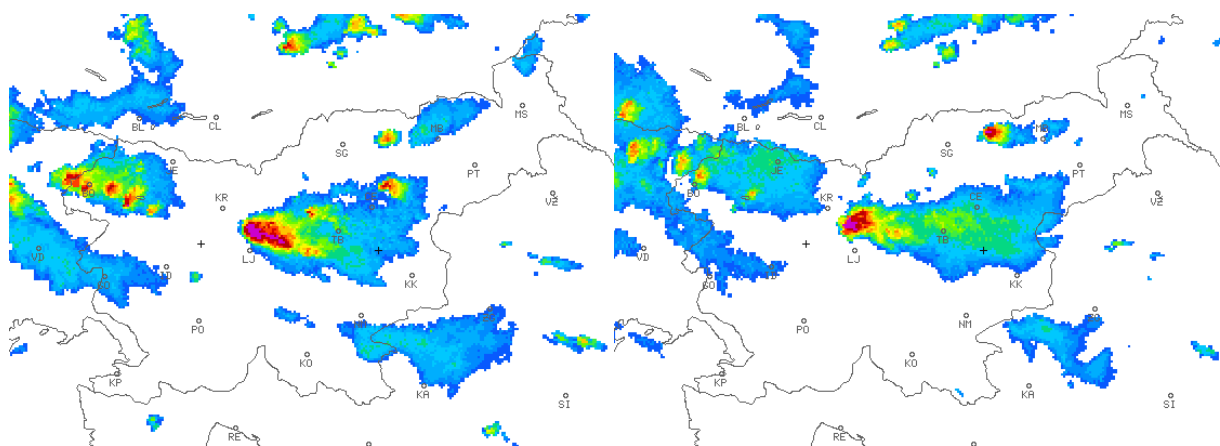 MS
BL
CL
MB
SG
JE
PT
BO
KR
VZ
TB
VD
LJ
GO
KK
PO
NM
KO
KP
KA
SI
RE
MS
BL
CL
MB
SG
JE
PT
BO
CE
KR
VZ
TB
VD
LJ
GO
KK
PO
NM
KO
KP
KA
SI
RE